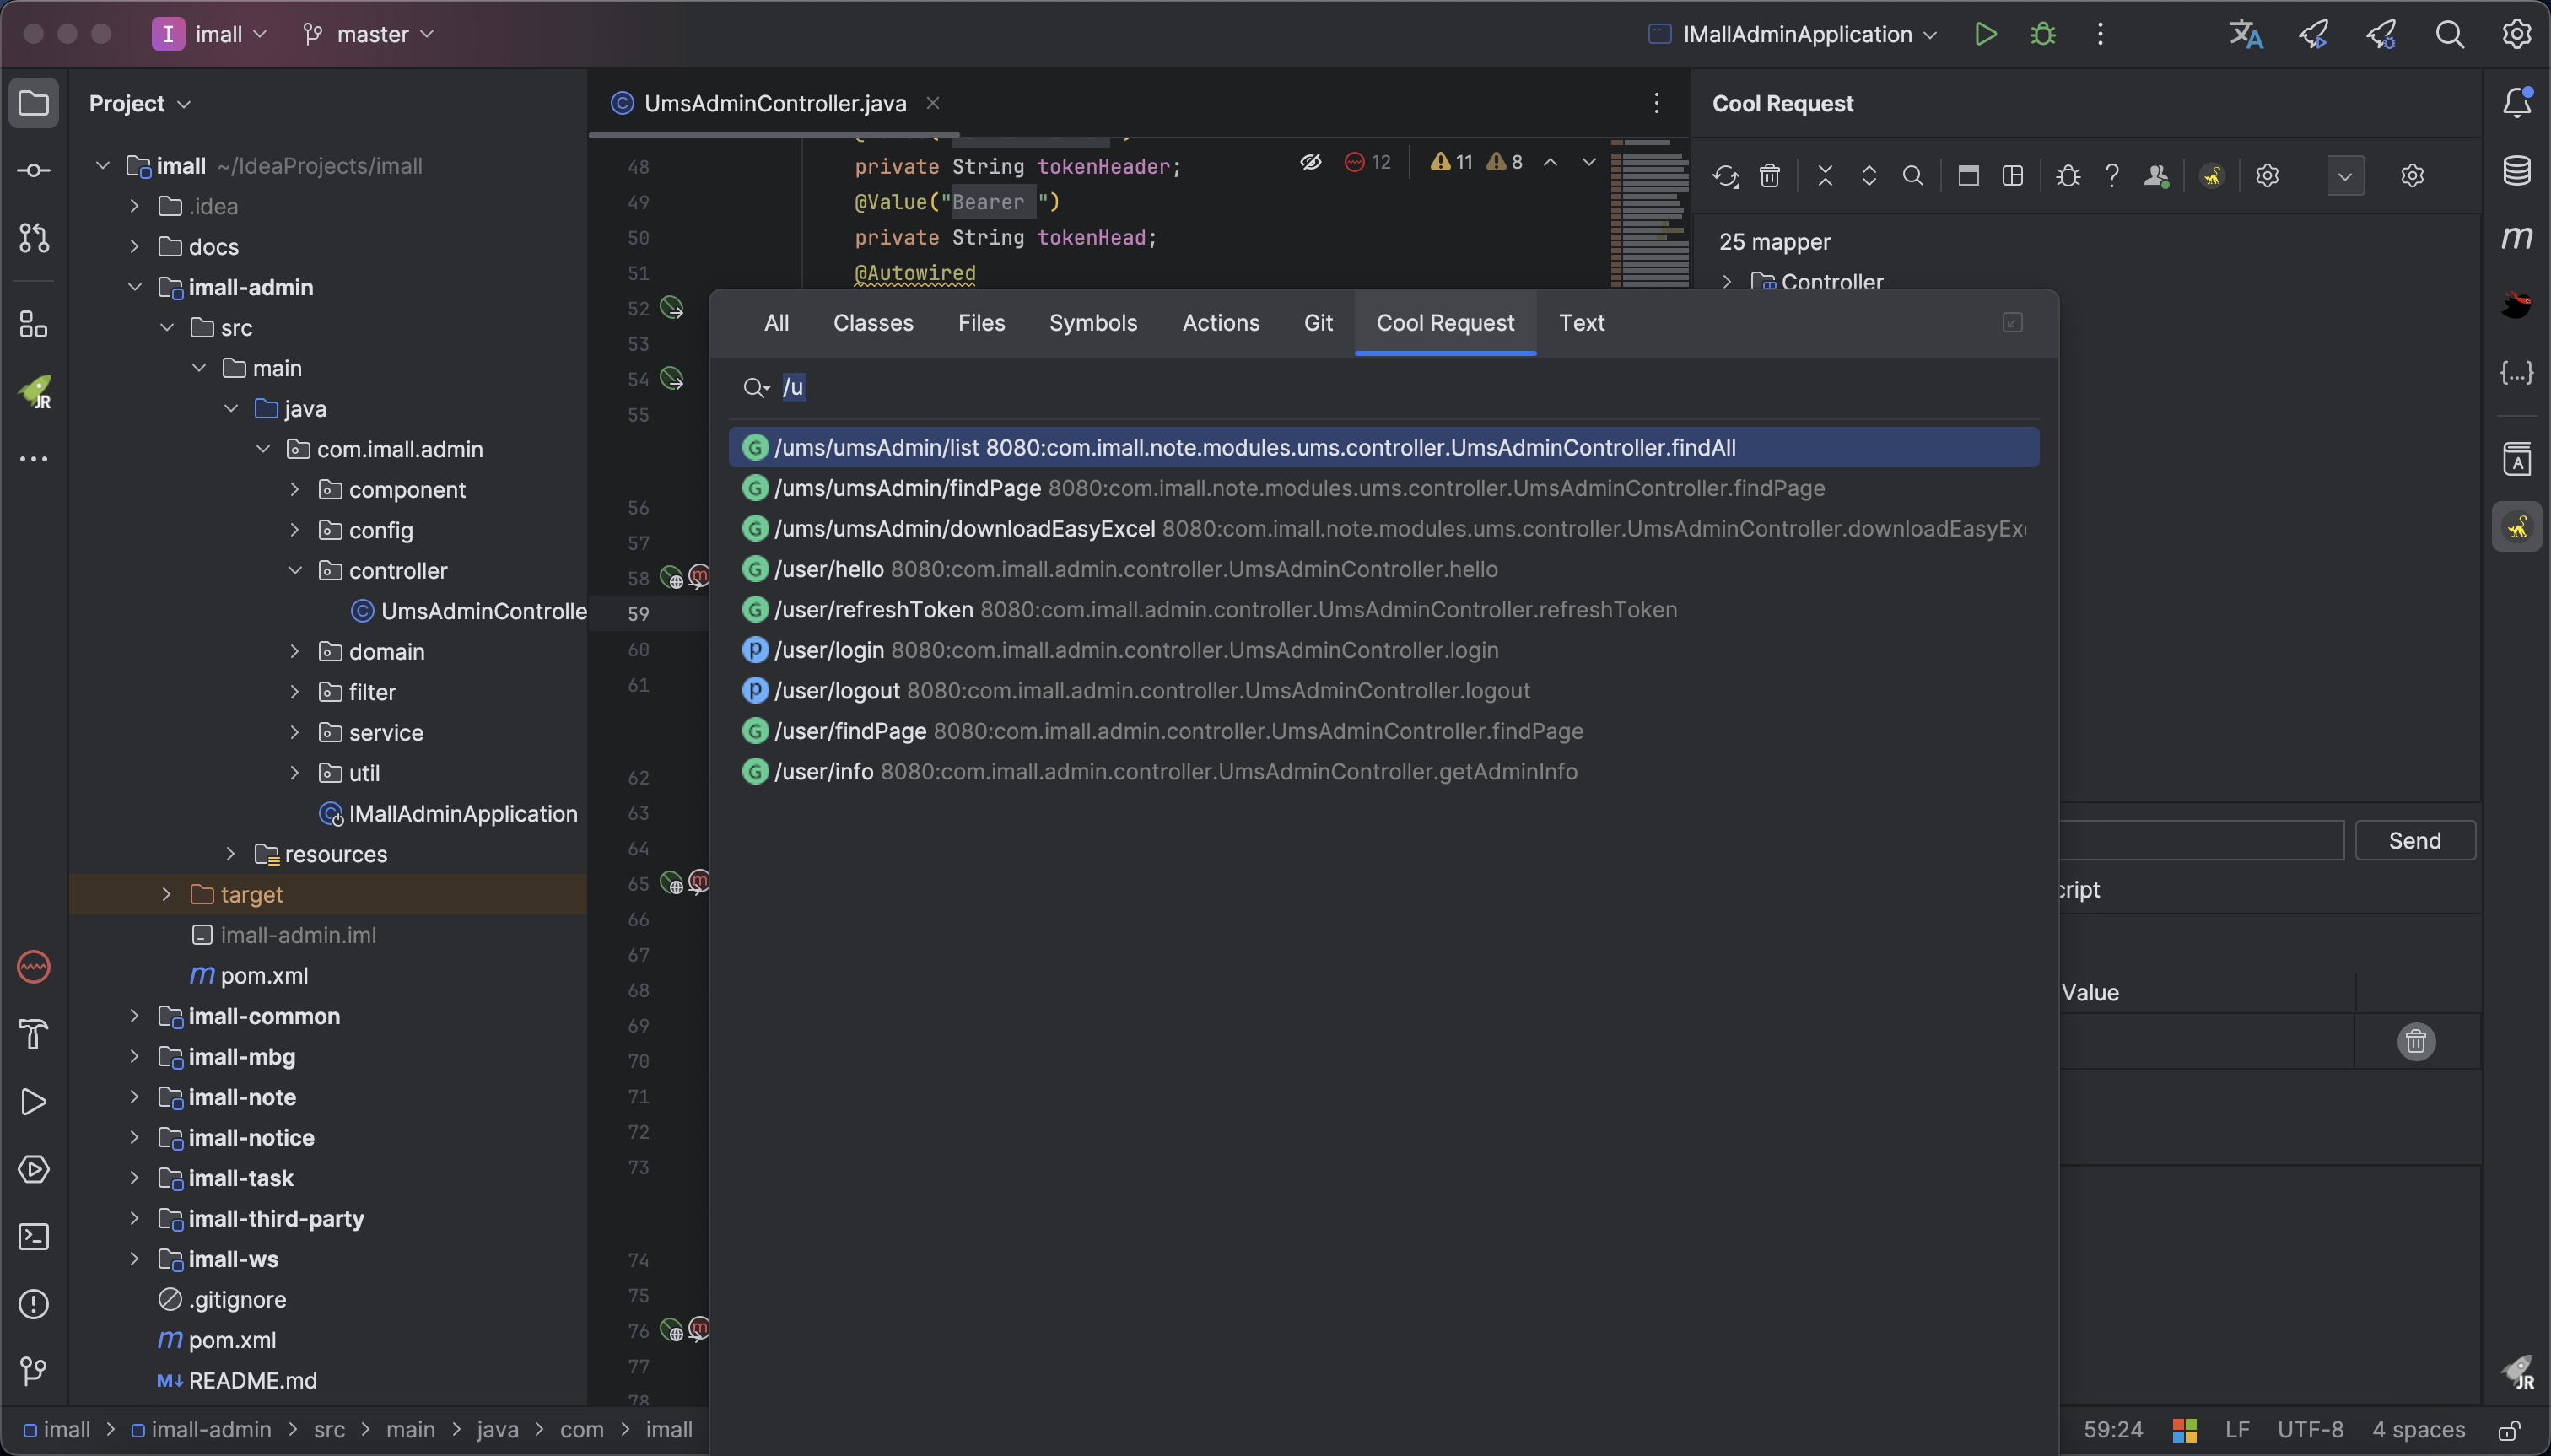 I imall master IMallAdminApplication
Project
imall ~/IdeaProjects/imall
.idea
docs
imall-admin
src
main
java
com.imall.admin
component
config
controller
UmsAdminControlle
domain
filter
service
util
IMallAdminApplication
resources
target
imall-admin.iml
m pom.xml
imall-common
imall-mbg
imall-note
imall-notice
imall-task
imall-third-party
imall-ws
.gitignore
m pom.xml
M↓ README.md
UmsAdminController.java
12 11 8
48 private String tokenHeader;
49 @Value("Bearer ")
50 private String tokenHead;
51 @Autowired
52
53
54
55
56
57
58
59
60
61
62
63
64
65
66
67
68
69
70
71
72
73
74
75
76
77
78
All Classes Files Symbols Actions Git Cool Request Text
/u
G /ums/umsAdmin/list 8080:com.imall.note.modules.ums.controller.UmsAdminController.findAll
G /ums/umsAdmin/findPage 8080:com.imall.note.modules.ums.controller.UmsAdminController.findPage
G /ums/umsAdmin/downloadEasyExcel 8080:com.imall.note.modules.ums.controller.UmsAdminController.downloadEasyEx
G /user/hello 8080:com.imall.admin.controller.UmsAdminController.hello
G /user/refreshToken 8080:com.imall.admin.controller.UmsAdminController.refreshToken
p /user/login 8080:com.imall.admin.controller.UmsAdminController.login
p /user/logout 8080:com.imall.admin.controller.UmsAdminController.logout
G /user/findPage 8080:com.imall.admin.controller.UmsAdminController.findPage
G /user/info 8080:com.imall.admin.controller.UmsAdminController.getAdminInfo
Cool Request
25 mapper
Controller
Send
cript
Value
JR
m
{...}
A
JR
imall > imall-admin > src > main > java > com > imall
59:24 LF UTF-8 4 spaces